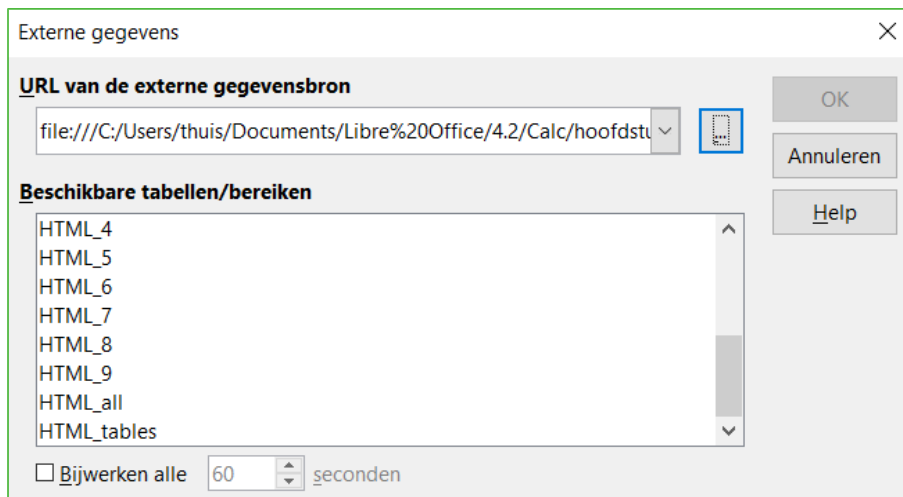 Externe gegevens
URL van de externe gegevensbron
file:///C:/Users/thuis/Documents/Libre%20Office/4.2/Calc/hoofdstu
...
OK
Annuleren
Help
Beschikbare tabellen/bereiken
HTML_4
HTML_5
HTML_6
HTML_7
HTML_8
HTML_9
HTML_all
HTML_tables
Bijwerken alle 60 seconden